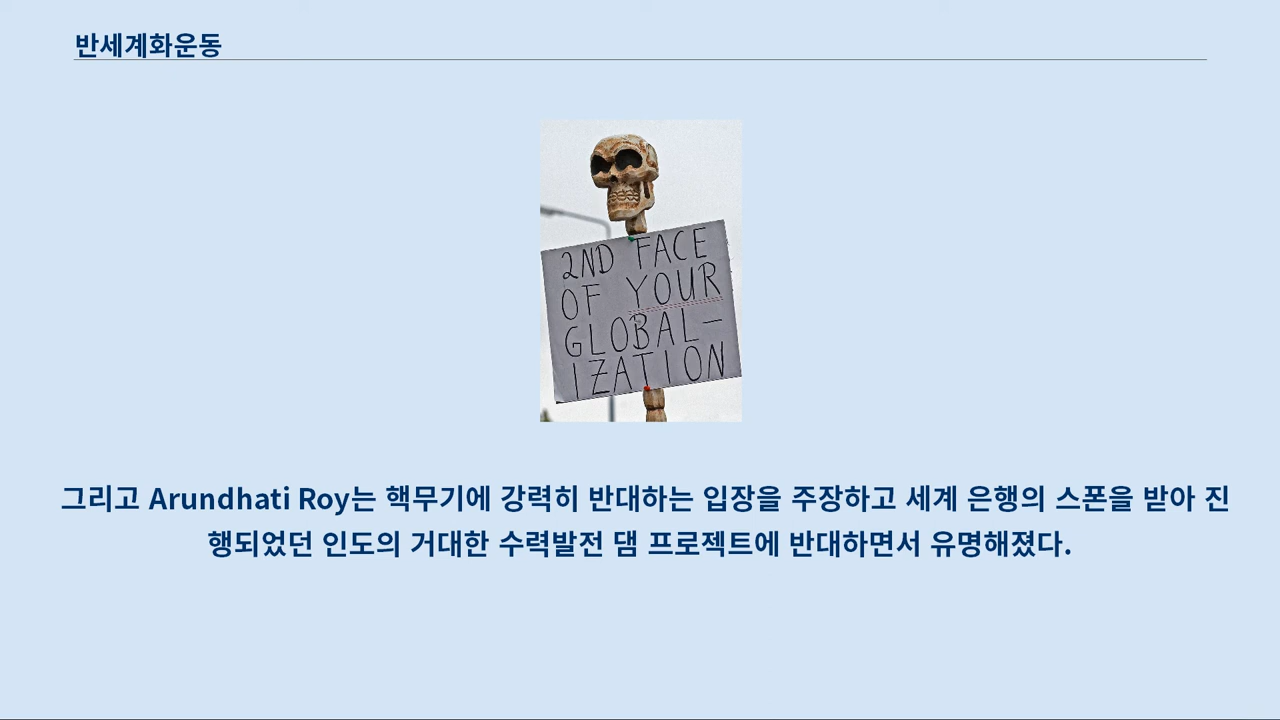 반세계화운동
2ND FACE
OF YOUR
GLOBAL-
IZATION
그리고 Arundhati Roy는 핵무기에 강력히 반대하는 입장을 주장하고 세계 은행의 스폰을 받아 진
행되었던 인도의 거대한 수력발전 댐 프로젝트에 반대하면서 유명해졌다.